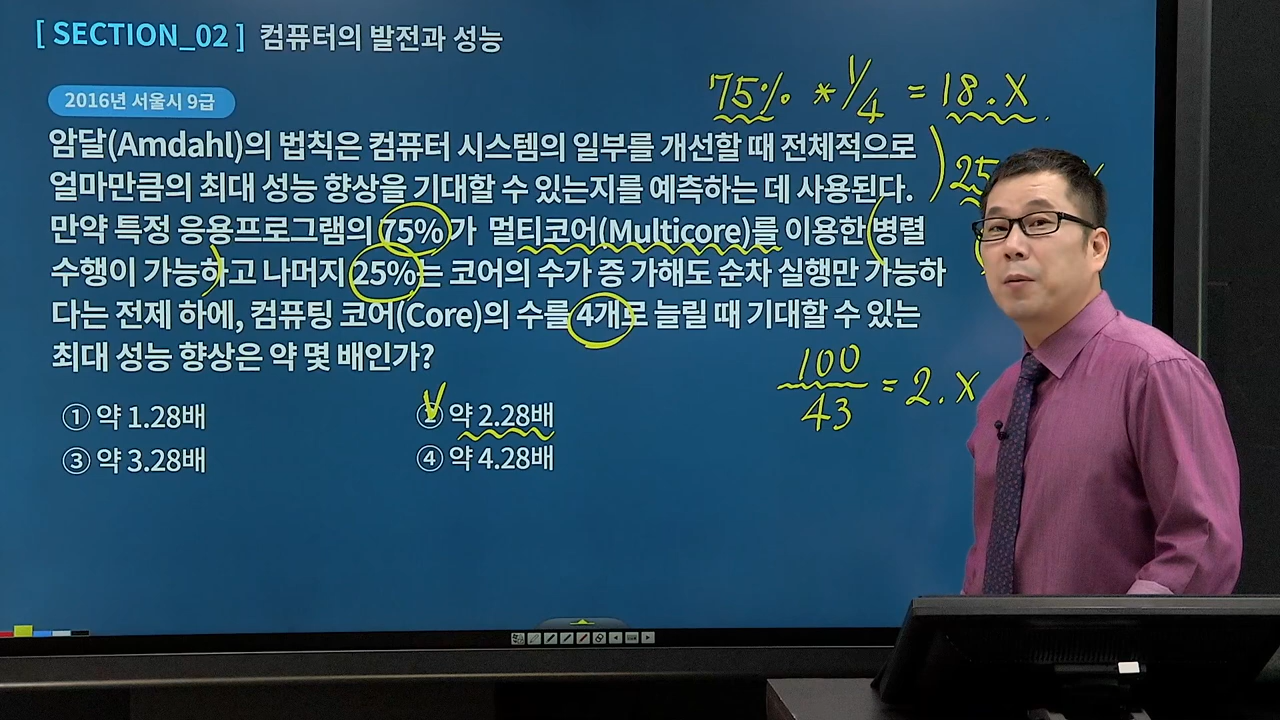 [ SECTION_02 ] 컴퓨터의 발전과 성능
2016년 서울시 9급
75% * 1/4 = 18.X
암달(Amdahl)의 법칙은 컴퓨터 시스템의 일부를 개선할 때 전체적으로
얼마만큼의 최대 성능 향상을 기대할 수 있는지를 예측하는 데 사용된다.
25
만약 특정 응용프로그램의 75%가 멀티코어(Multicore)를 이용한 병렬
수행이 가능하고 나머지 25%는 코어의 수가 증 가해도 순차 실행만 가능하
다는 전제 하에, 컴퓨팅 코어(Core)의 수를 4개로 늘릴 때 기대할 수 있는
최대 성능 향상은 약 몇 배인가?
100/43 = 2.X
① 약 1.28배
② 약 2.28배
③ 약 3.28배
④ 약 4.28배